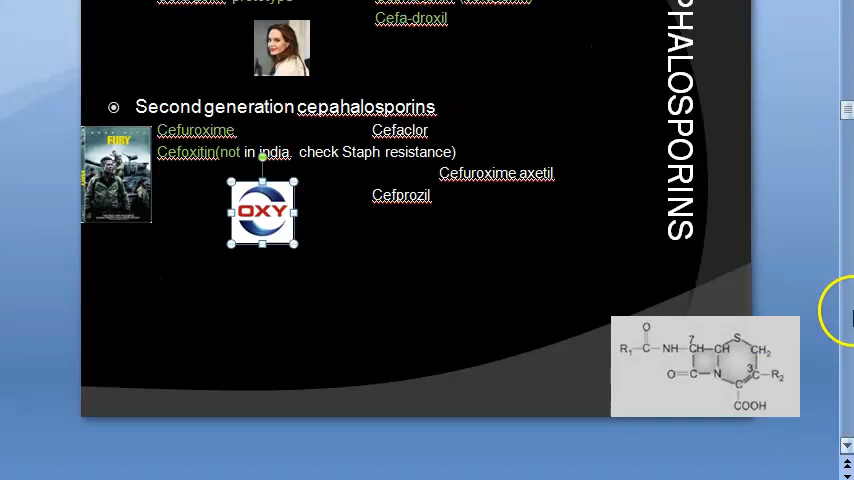 Cefa-droxil
PHALOSPORINS
Second generation cepahalosporins
Cefuroxime Cefaclor
Cefoxitin(not in india, check Staph resistance)
Cefuroxime axetil
Cefprozil
FURY
OXY
R1 C NH CH CH S CH2
O 7
O C N C 3 C R2
COOH